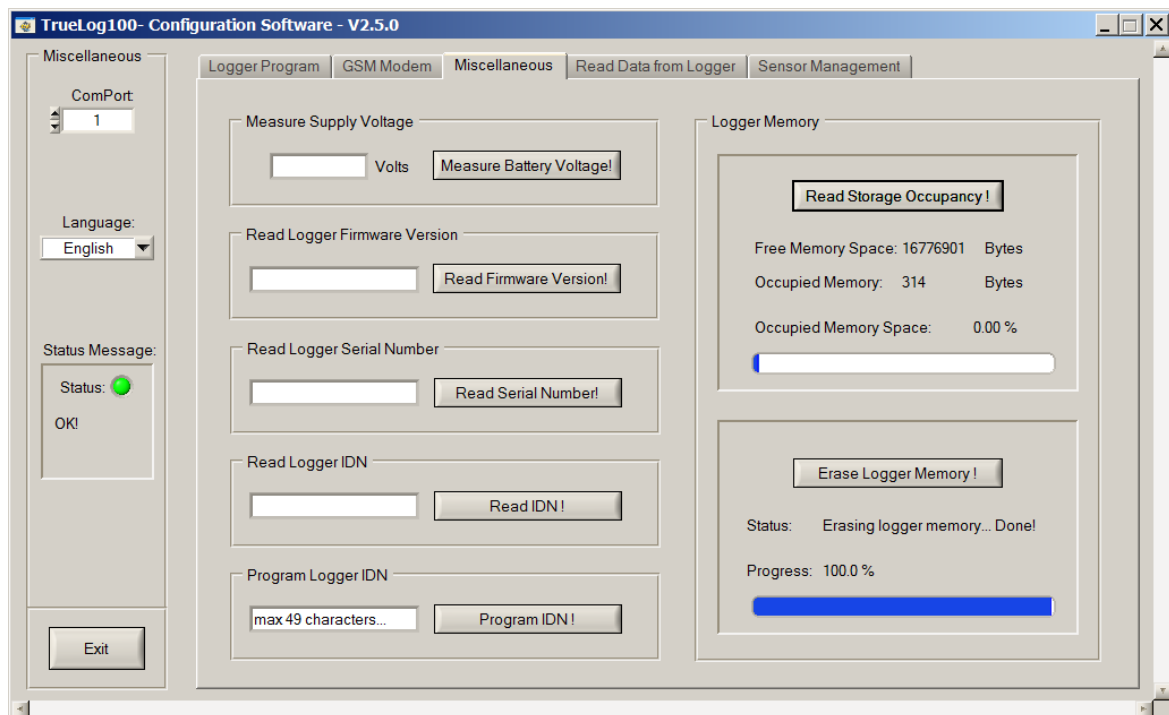 TrueLog100- Configuration Software - V2.5.0
Miscellaneous
ComPort:
1
Language:
English
Status Message:
Status:
OK!
Exit
Logger Program
GSM Modem
Miscellaneous
Read Data from Logger
Sensor Management
Measure Supply Voltage
Volts
Measure Battery Voltage!
Read Logger Firmware Version
Read Firmware Version!
Read Logger Serial Number
Read Serial Number!
Read Logger IDN
Read IDN !
Program Logger IDN
max 49 characters...
Program IDN !
Logger Memory
Read Storage Occupancy !
Free Memory Space: 16776901 Bytes
Occupied Memory: 314 Bytes
Occupied Memory Space: 0.00 %
Erase Logger Memory !
Status: Erasing logger memory... Done!
Progress: 100.0 %